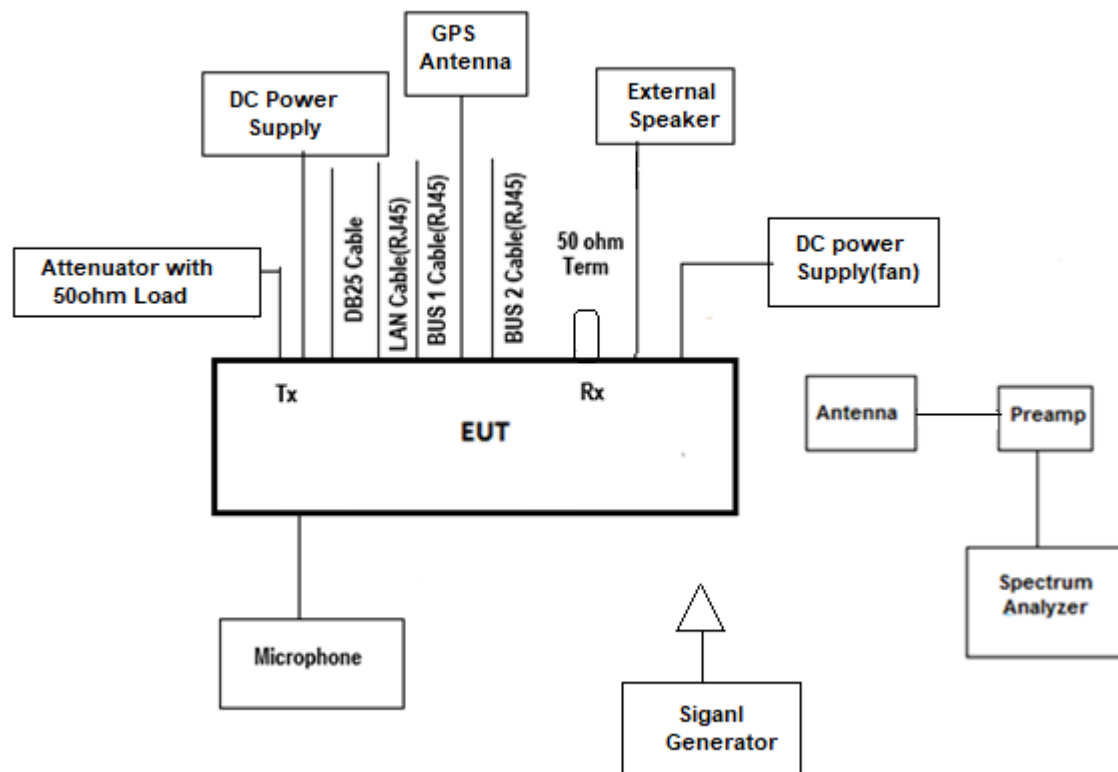 GPS
Antenna
DC Power
Supply
External
Speaker
DB25 Cable
LAN Cable(RJ45)
BUS 1 Cable(RJ45)
BUS 2 Cable(RJ45)
50 ohm
Term
DC power
Supply(fan)
Attenuator with
50ohm Load
Tx
Rx
EUT
Antenna
Preamp
Spectrum
Analyzer
Microphone
Siganl
Generator